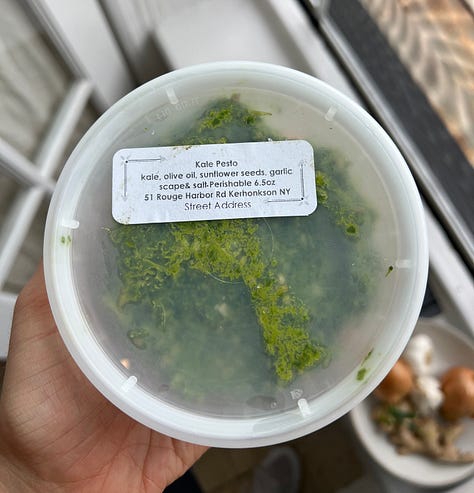 Kale Pesto
kale, olive oil, sunflower seeds, garlic
scape& salt-Perishable 6.5oz
51 Rouge Harbor Rd Kerhonkson NY
Street Address